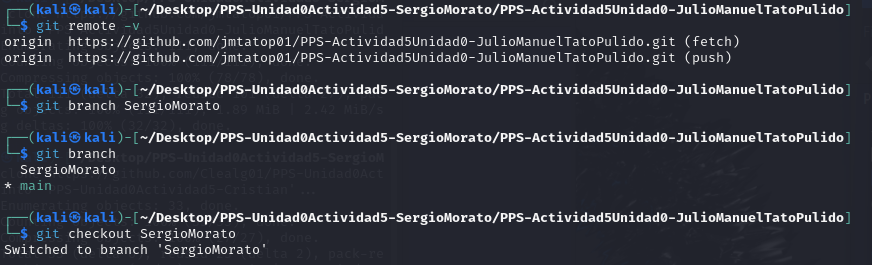 ┌──(kali㉿kali)-[~/Desktop/PPS-Unidad0Actividad5-SergioMorato/PPS-Actividad5Unidad0-JulioManuelTatoPulido]
└─$ git remote -v
origin  https://github.com/jmtatop01/PPS-Actividad5Unidad0-JulioManuelTatoPulido.git (fetch)
origin  https://github.com/jmtatop01/PPS-Actividad5Unidad0-JulioManuelTatoPulido.git (push)
┌──(kali㉿kali)-[~/Desktop/PPS-Unidad0Actividad5-SergioMorato/PPS-Actividad5Unidad0-JulioManuelTatoPulido]
└─$ git branch SergioMorato
┌──(kali㉿kali)-[~/Desktop/PPS-Unidad0Actividad5-SergioMorato/PPS-Actividad5Unidad0-JulioManuelTatoPulido]
└─$ git branch
  SergioMorato
* main
┌──(kali㉿kali)-[~/Desktop/PPS-Unidad0Actividad5-SergioMorato/PPS-Actividad5Unidad0-JulioManuelTatoPulido]
└─$ git checkout SergioMorato
Switched to branch 'SergioMorato'